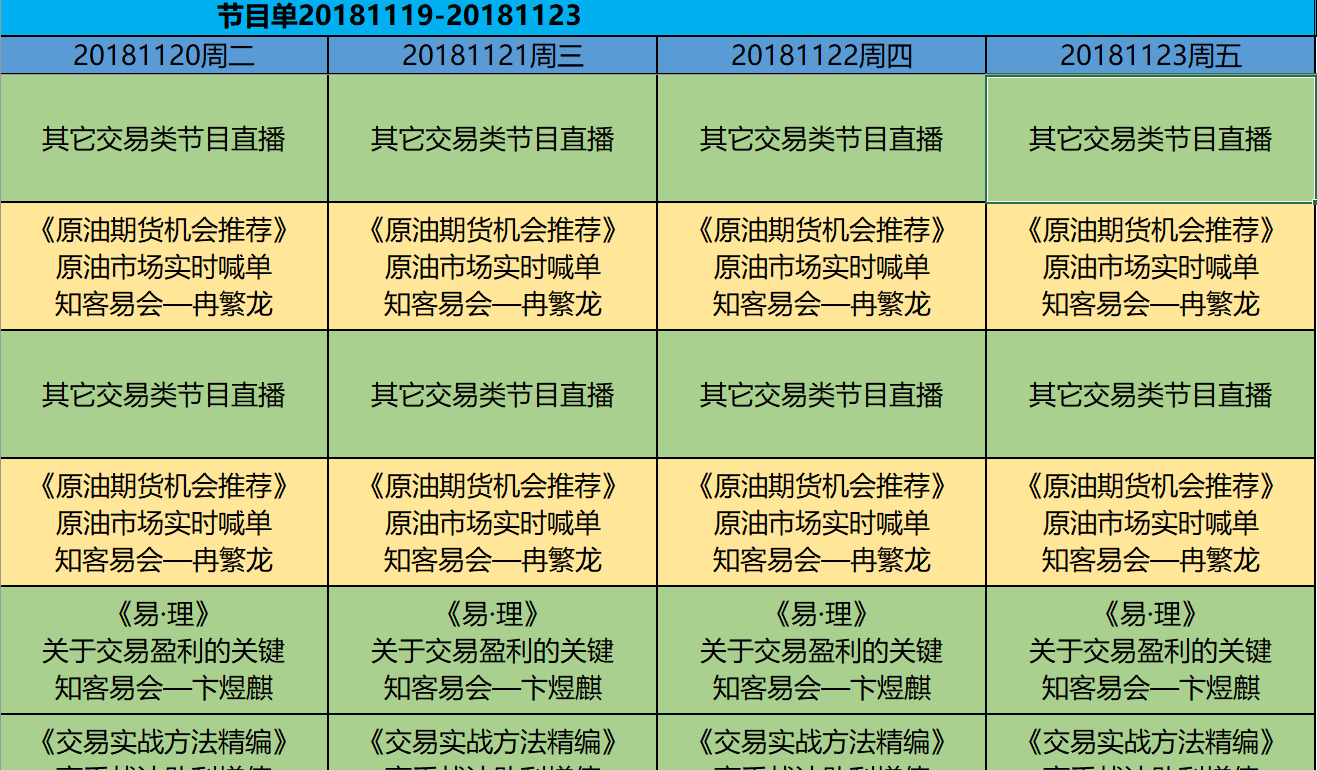 节目单20181119-20181123
20181120周二 20181121周三 20181122周四 20181123周五
其它交易类节目直播 其它交易类节目直播 其它交易类节目直播 其它交易类节目直播
《原油期货机会推荐》 《原油期货机会推荐》 《原油期货机会推荐》 《原油期货机会推荐》
原油市场实时喊单 原油市场实时喊单 原油市场实时喊单 原油市场实时喊单
知客易会—冉繁龙 知客易会—冉繁龙 知客易会—冉繁龙 知客易会—冉繁龙
其它交易类节目直播 其它交易类节目直播 其它交易类节目直播 其它交易类节目直播
《原油期货机会推荐》 《原油期货机会推荐》 《原油期货机会推荐》 《原油期货机会推荐》
原油市场实时喊单 原油市场实时喊单 原油市场实时喊单 原油市场实时喊单
知客易会—冉繁龙 知客易会—冉繁龙 知客易会—冉繁龙 知客易会—冉繁龙
《易·理》 《易·理》 《易·理》 《易·理》
关于交易盈利的关键 关于交易盈利的关键 关于交易盈利的关键 关于交易盈利的关键
知客易会—卞煜麒 知客易会—卞煜麒 知客易会—卞煜麒 知客易会—卞煜麒
《交易实战方法精编》 《交易实战方法精编》 《交易实战方法精编》 《交易实战方法精编》